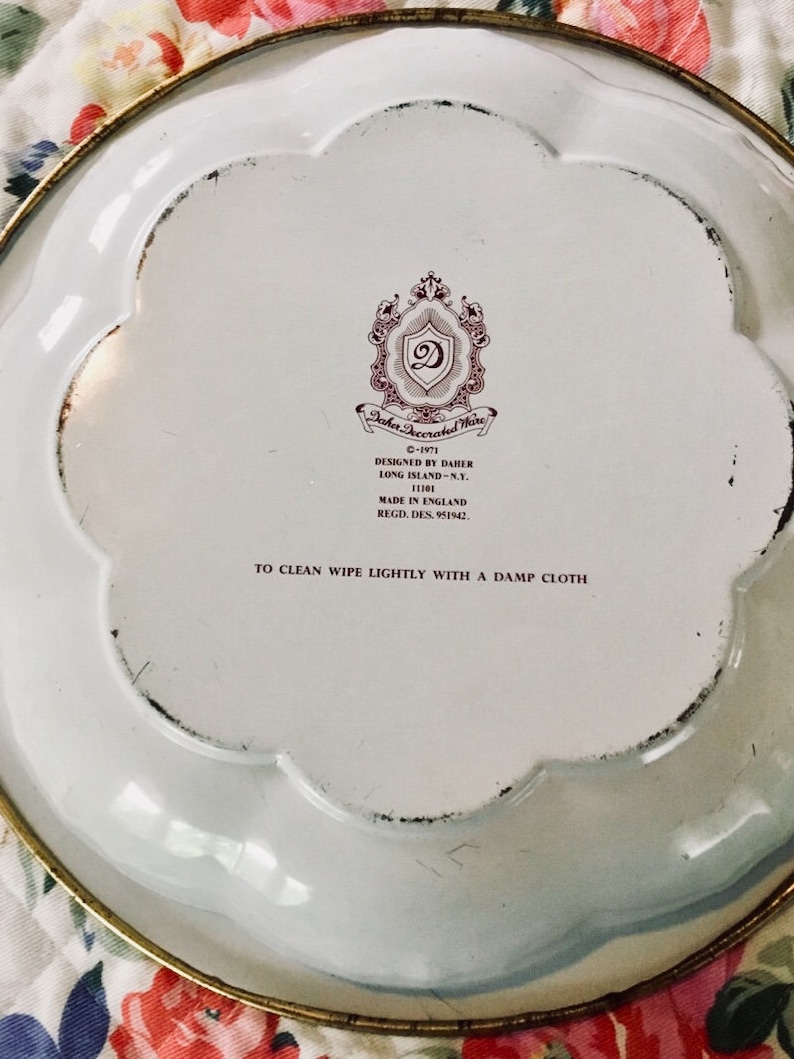 D
Daher Decorated Ware
©-1971
DESIGNED BY DAHER
LONG ISLAND-N.Y.
11101
MADE IN ENGLAND
REGD. DES. 951942.
TO CLEAN WIPE LIGHTLY WITH A DAMP CLOTH